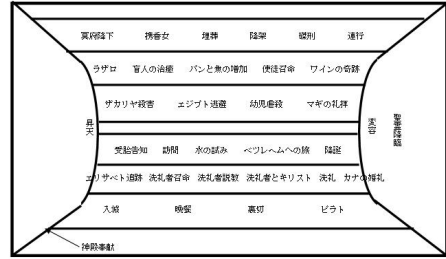 冥府降下 携香女 埋葬 降架 磔刑 連行
ラザロ 盲人の治癒 パンと魚の増加 使徒召命 ワインの奇跡
ザカリヤ殺害 エジプト逃避 幼児虐殺 マギの礼拝
昇天
変容
聖霊降臨
受胎告知 訪問 水の試み ベツレヘムへの旅 降誕
エリサベト追跡 洗礼者召命 洗礼者説教 洗礼者とキリスト 洗礼 カナの婚礼
入城 晩餐 裏切 ピラト
神殿奉献